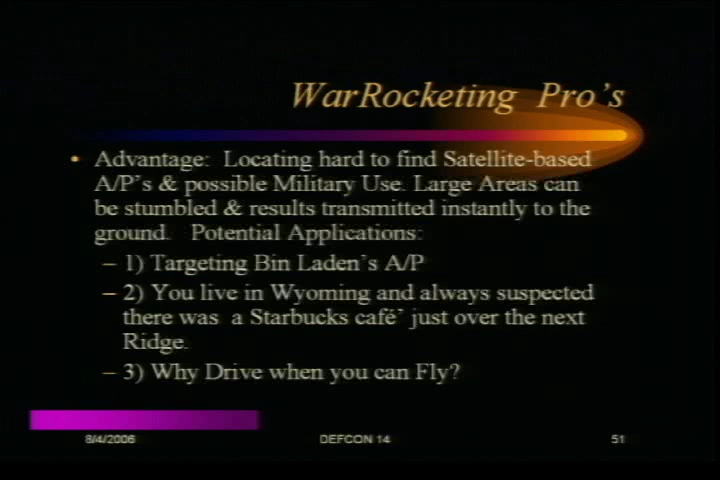 WarRocketing Pro's
• Advantage: Locating hard to find Satellite-based
A/P's & possible Military Use. Large Areas can
be stumbled & results transmitted instantly to the
ground. Potential Applications:
– 1) Targeting Bin Laden's A/P
– 2) You live in Wyoming and always suspected
there was a Starbucks café' just over the next
Ridge.
– 3) Why Drive when you can Fly?
8/4/2006 DEFCON 14 51